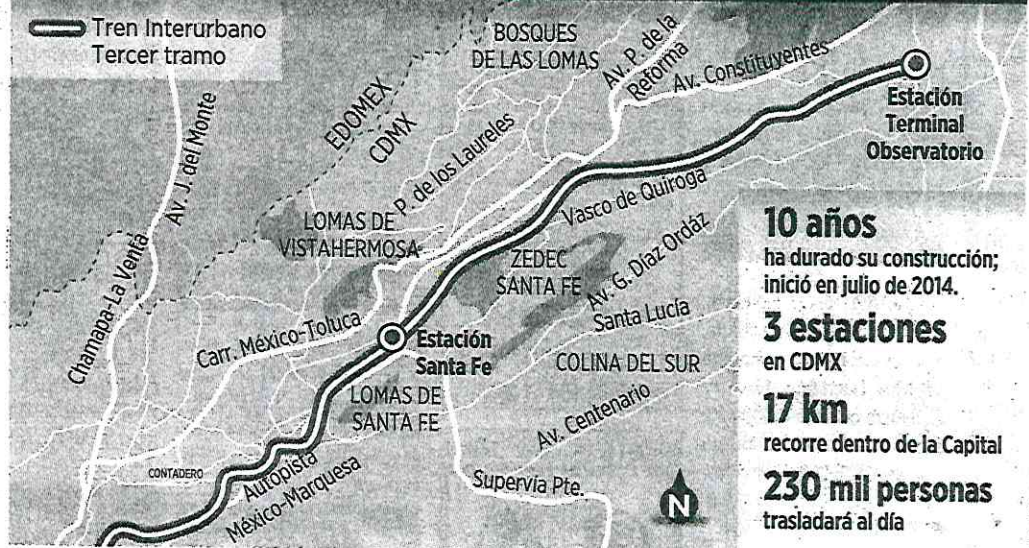 Tren Interurbano
Tercer tramo
BOSQUES
DE LAS LOMAS
Av. P. de la
Reforma
Av. Constituyentes
Estación
Terminal
Observatorio
EDOMEX
CDMX
Av. J. del Monte
P. de los Laureles
Vasco de Quiroga
LOMAS DE
VISTAHERMOSA
ZEDEC
SANTA FE
Av. G. Diaz Ordáz
Santa Lucía
Chamapa-La Venta
Carr. México-Toluca
Estación
Santa Fe
COLINA DEL SUR
LOMAS DE
SANTA FE
Av. Centenario
CONTADERO
Autopista
México-Marquesa
Supervía Pte.
N
10 años
ha durado su construcción;
inició en julio de 2014.
3 estaciones
en CDMX
17 km
recorre dentro de la Capital
230 mil personas
trasladará al día